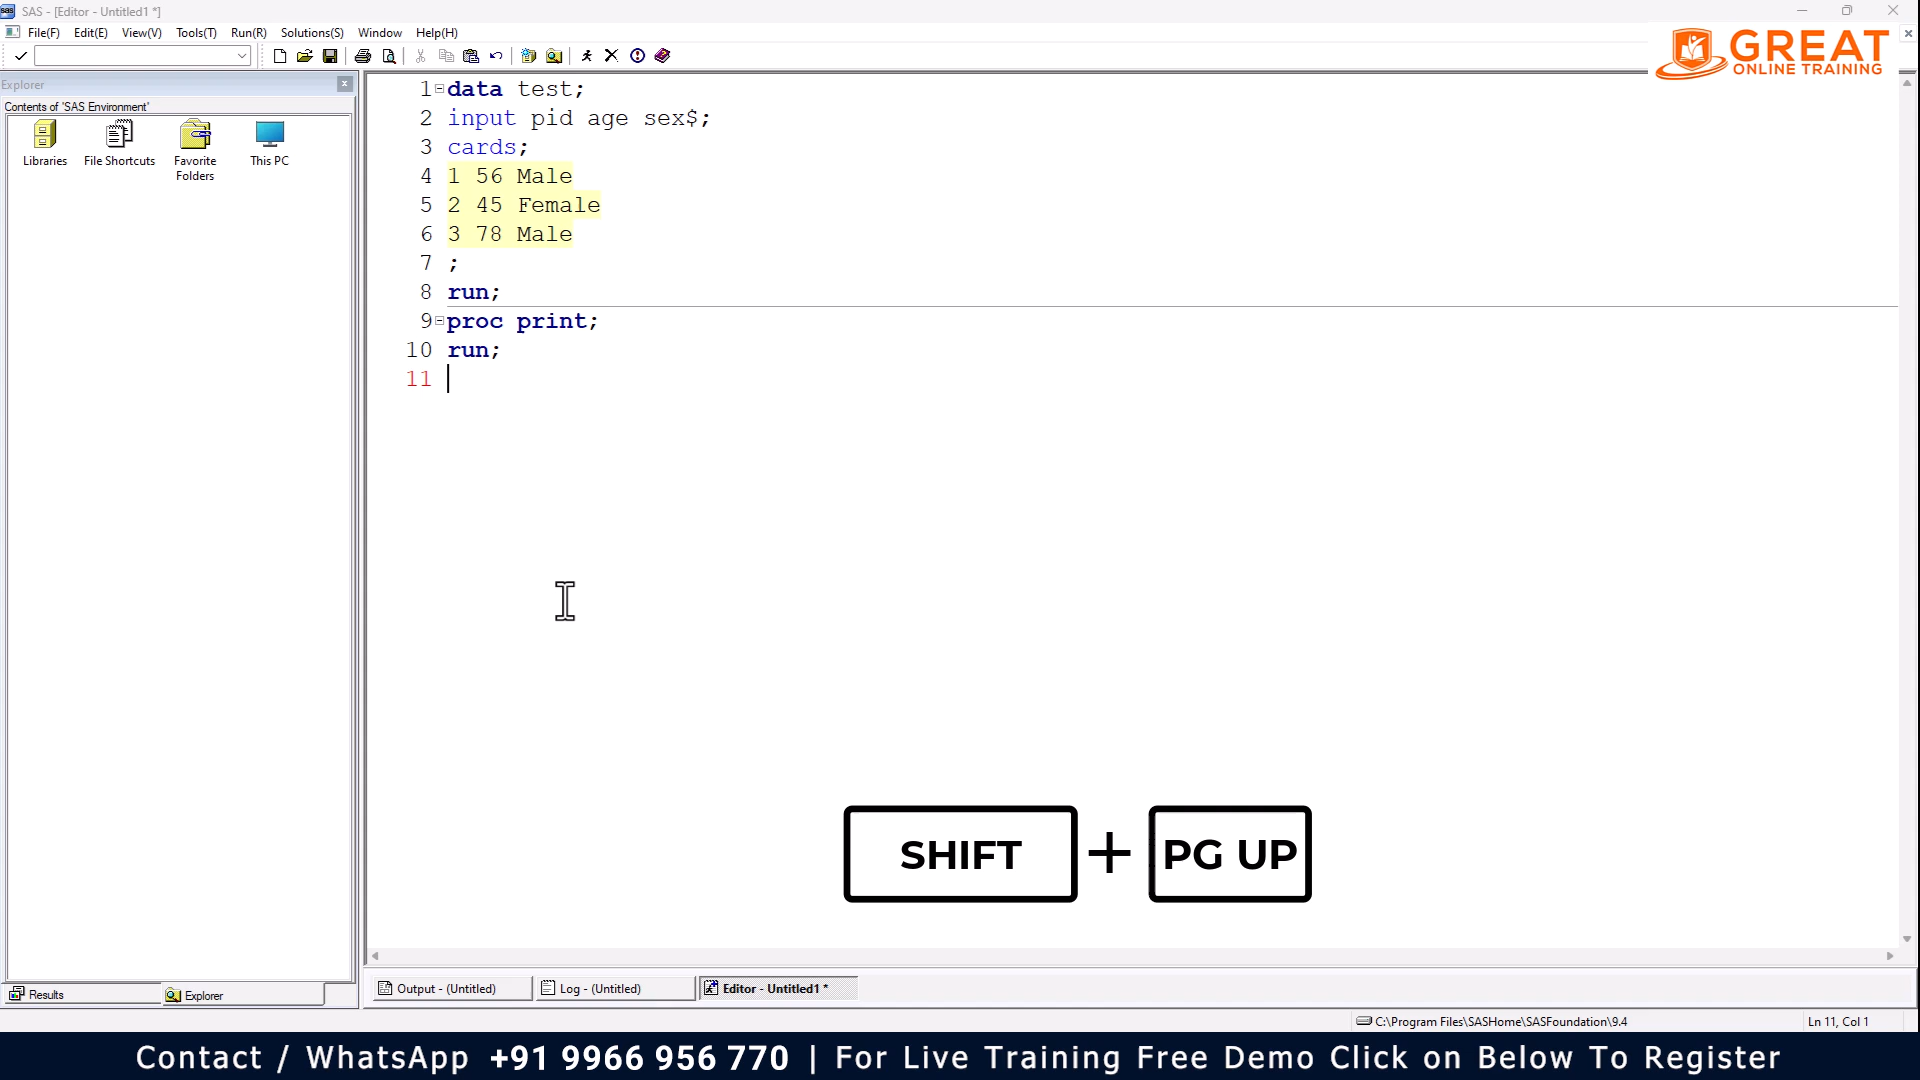 SAS - [Editor - Untitled1 *]
File(F) Edit(E) View(V) Tools(T) Run(R) Solutions(S) Window Help(H)
GREAT
ONLINE TRAINING
Explorer
Contents of 'SAS Environment'
Libraries
File Shortcuts
Favorite
Folders
This PC
1 data test;
2 input pid age sex$;
3 cards;
4 1 56 Male
5 2 45 Female
6 3 78 Male
7 ;
8 run;
9 proc print;
10 run;
11
SHIFT + PG UP
Results
Explorer
Output - (Untitled)
Log - (Untitled)
Editor - Untitled1 *
C:\Program Files\SASHome\SASFoundation\9.4
Ln 11, Col 1
Contact / WhatsApp +91 9966 956 770 | For Live Training Free Demo Click on Below To Register